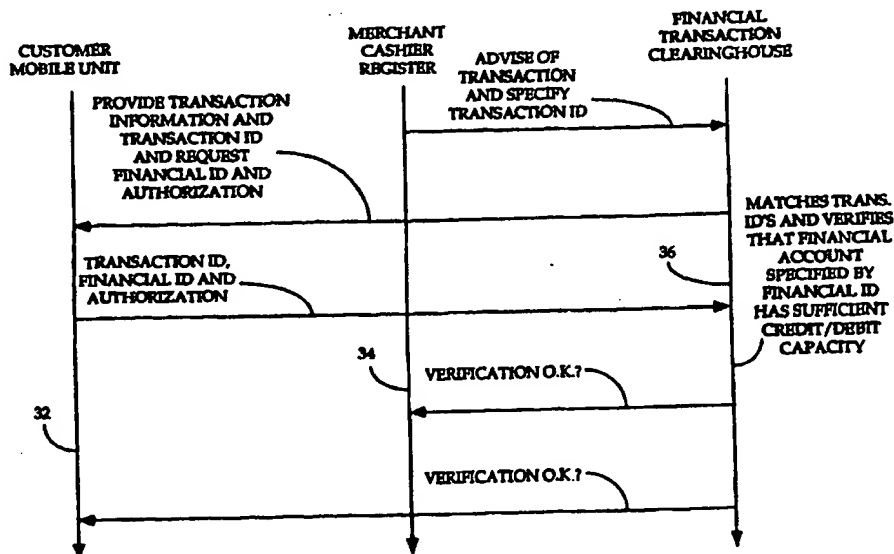 CUSTOMER
MOBILE UNIT
MERCHANT
CASHIER
REGISTER
FINANCIAL
TRANSACTION
CLEARINGHOUSE
ADVISE OF
TRANSACTION
AND SPECIFY
TRANSACTION ID
PROVIDE TRANSACTION
INFORMATION AND
TRANSACTION ID
AND REQUEST
FINANCIAL ID AND
AUTHORIZATION
MATCHES TRANS.
ID'S AND VERIFIES
THAT FINANCIAL
ACCOUNT
SPECIFIED BY
FINANCIAL ID
HAS SUFFICIENT
CREDIT/DEBIT
CAPACITY
36
TRANSACTION ID,
FINANCIAL ID AND
AUTHORIZATION
34
VERIFICATION O.K.?
32
VERIFICATION O.K.?